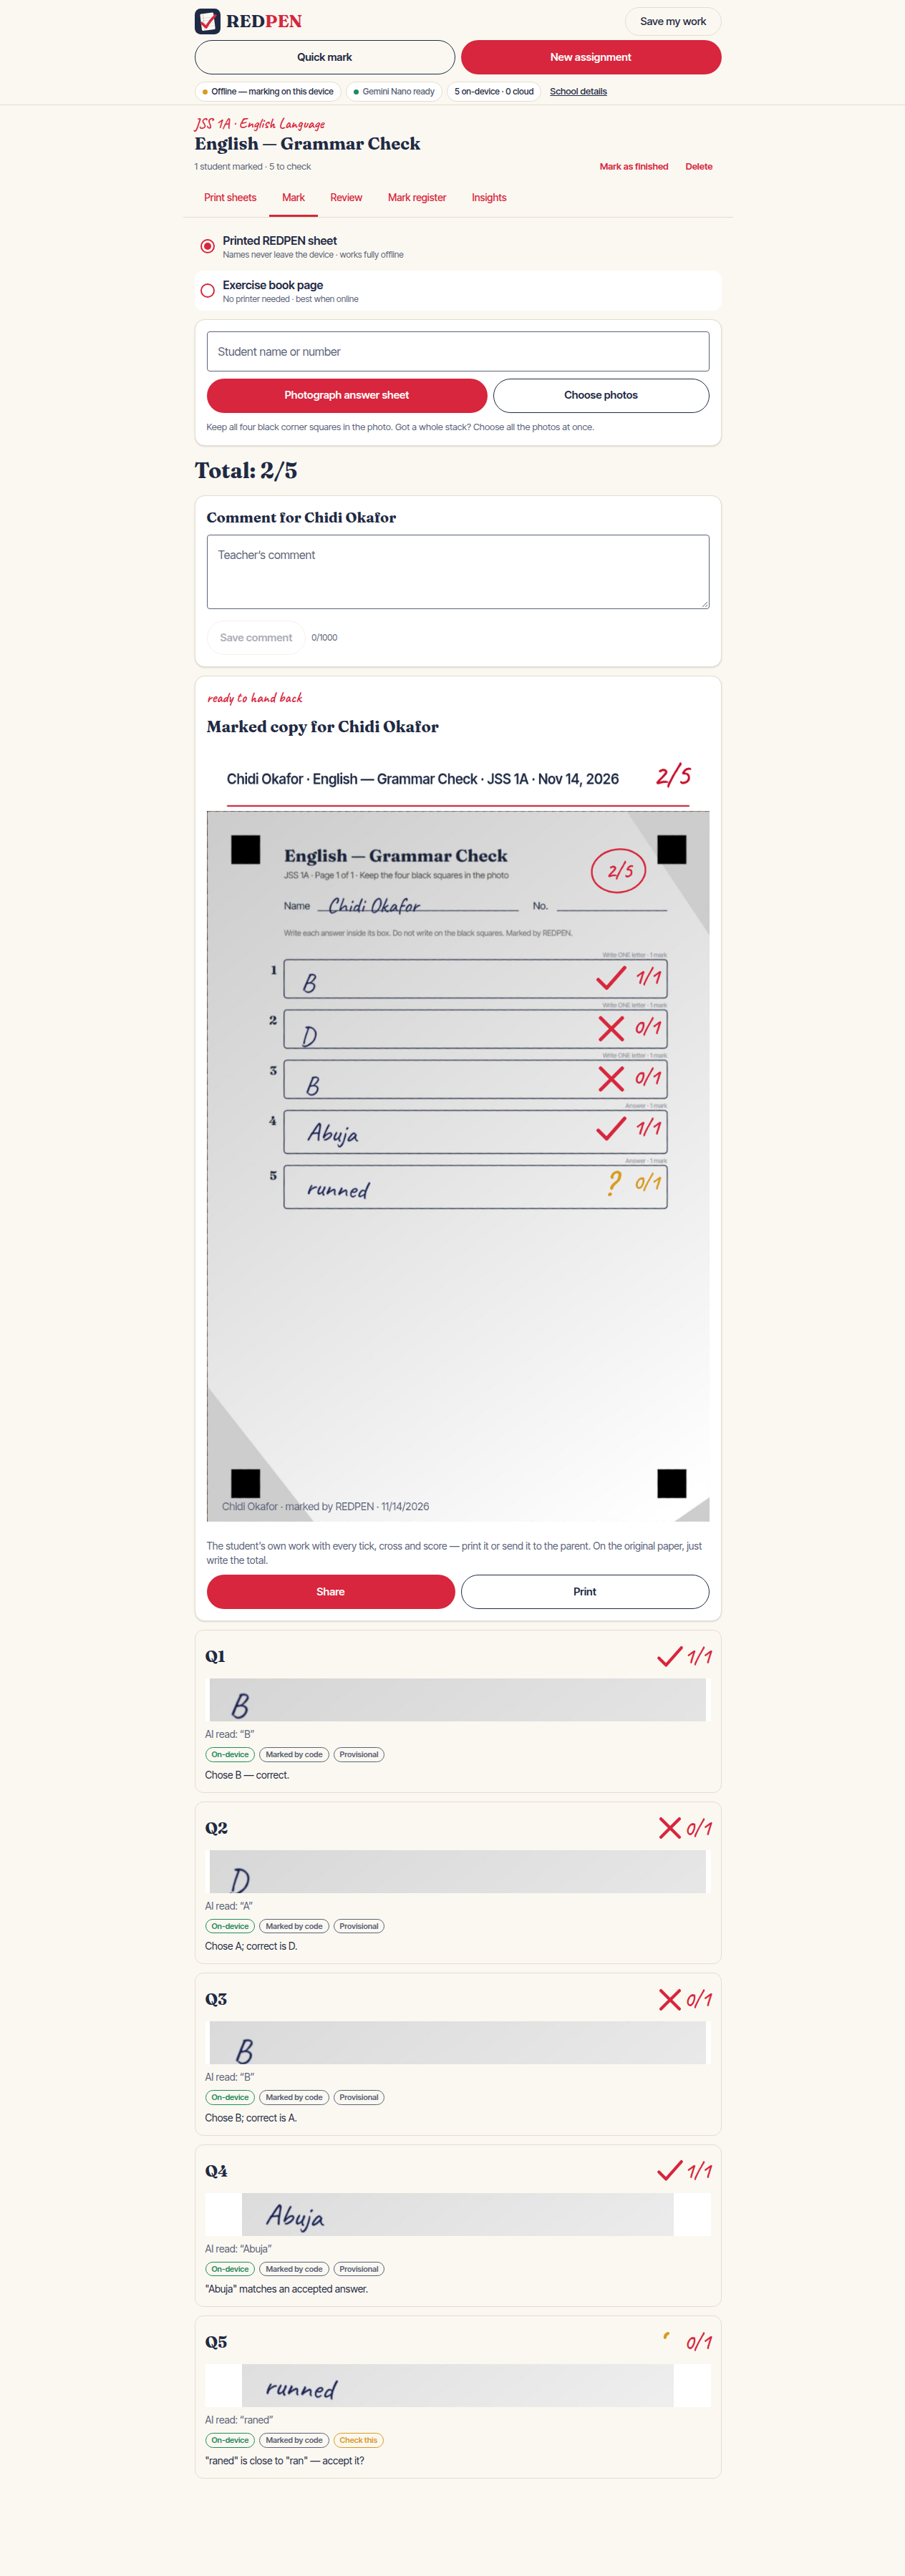 REDPEN
Save my work
Quick mark
New assignment
Offline — marking on this device
Gemini Nano ready
5 on-device · 0 cloud
School details
JSS 1A · English Language
English — Grammar Check
1 student marked · 5 to check
Mark as finished
Delete
Print sheets
Mark
Review
Mark register
Insights
Printed REDPEN sheet
Names never leave the device · works fully offline
Exercise book page
No printer needed · best when online
Student name or number
Photograph answer sheet
Choose photos
Keep all four black corner squares in the photo. Got a whole stack? Choose all the photos at once.
Total: 2/5
Comment for Chidi Okafor
Teacher's comment
Save comment
0/1000
ready to hand back
Marked copy for Chidi Okafor
Chidi Okafor · English — Grammar Check · JSS 1A · Nov 14, 2026
2/5
English — Grammar Check
2/5
JSS 1A · Page 1 of 1 · Keep the four black squares in the photo
Name Chidi Okafor No.
Write each answer inside its box. Do not write on the black squares. Marked by REDPEN.
Write ONE letter · 1 mark
1 B 1/1
Write ONE letter · 1 mark
2 D 0/1
Write ONE letter · 1 mark
3 B 0/1
Answer · 1 mark
4 Abuja 1/1
Answer · 1 mark
5 runned ? 0/1
Chidi Okafor · marked by REDPEN · 11/14/2026
The student's own work with every tick, cross and score — print it or send it to the parent. On the original paper, just
write the total.
Share
Print
Q1 1/1
B
AI read: “B”
On-device
Marked by code
Provisional
Chose B — correct.
Q2 0/1
D
AI read: “A”
On-device
Marked by code
Provisional
Chose A; correct is D.
Q3 0/1
B
AI read: “B”
On-device
Marked by code
Provisional
Chose B; correct is A.
Q4 1/1
Abuja
AI read: “Abuja”
On-device
Marked by code
Provisional
"Abuja" matches an accepted answer.
Q5 0/1
runned
AI read: “raned”
On-device
Marked by code
Check this
"raned" is close to "ran" — accept it?